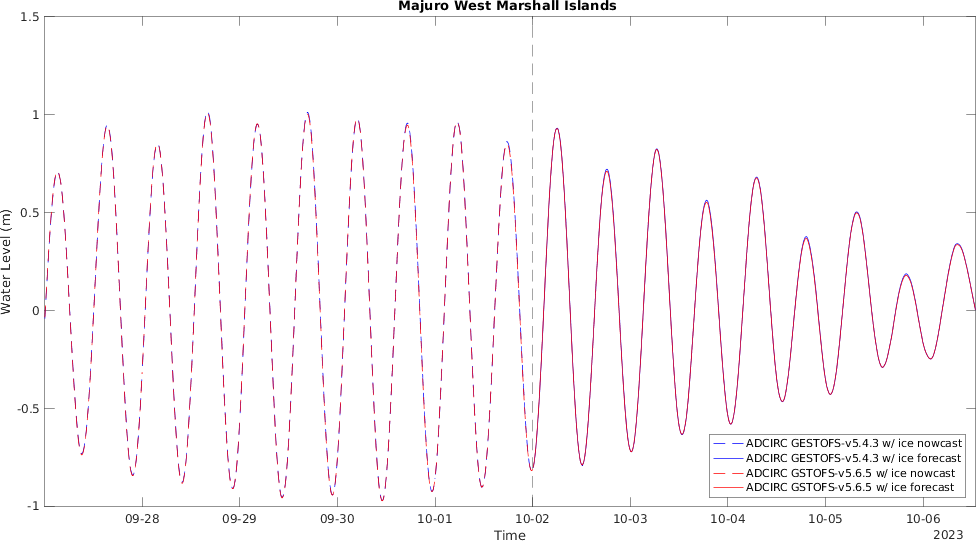 Majuro West Marshall Islands
1.5
1
0.5
0
-0.5
-1
Water Level (m)
09-28 09-29 09-30 10-01 10-02 10-03 10-04 10-05 10-06
Time
2023
ADCIRC GESTOFS-v5.4.3 w/ ice nowcast
ADCIRC GESTOFS-v5.4.3 w/ ice forecast
ADCIRC GSTOFS-v5.6.5 w/ ice nowcast
ADCIRC GSTOFS-v5.6.5 w/ ice forecast